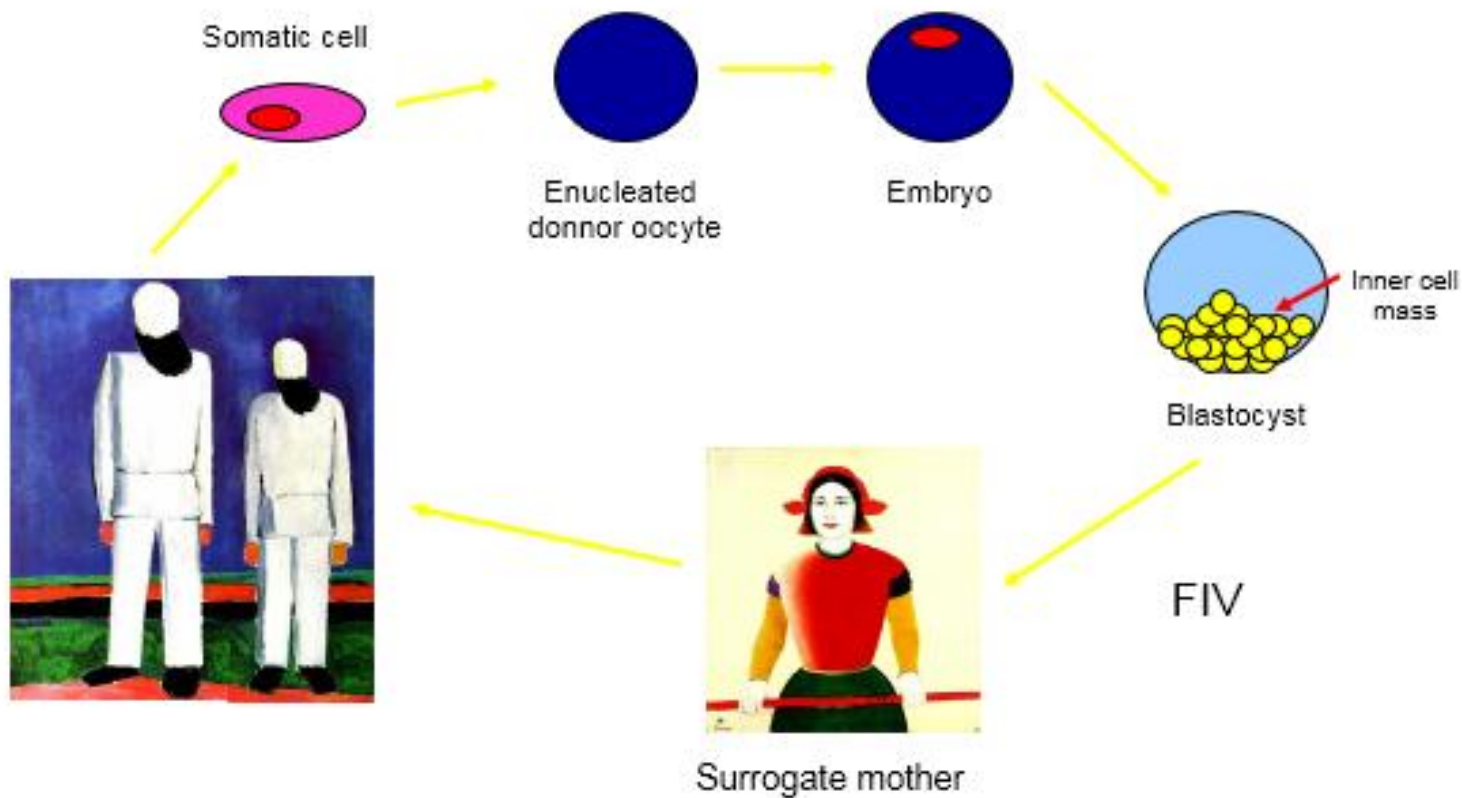 Somatic cell
Enucleated
donnor oocyte
Embryo
Inner cell
mass
Blastocyst
FIV
Surrogate mother